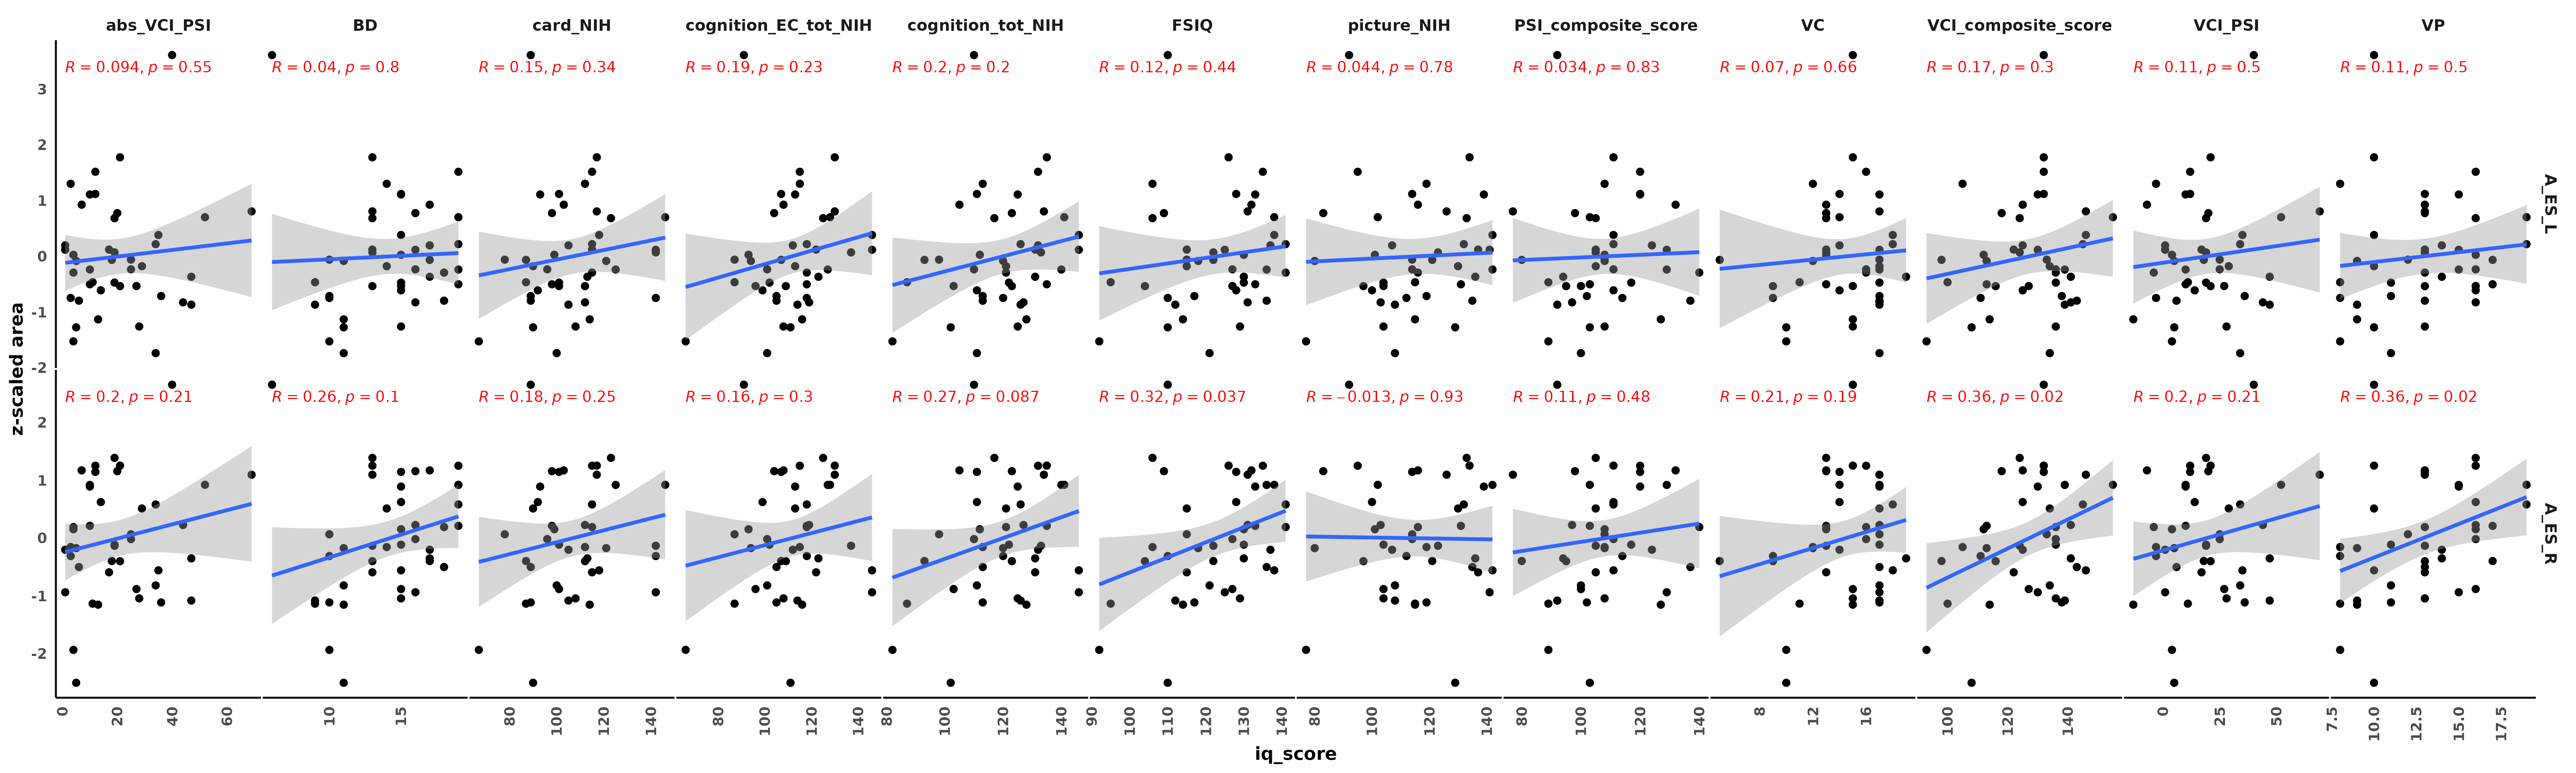 abs_VCI_PSI BD card_NIH cognition_EC_tot_NIH cognition_tot_NIH FSIQ picture_NIH PSI_composite_score VC VCI_composite_score VCI_PSI VP
R = 0.094, p = 0.55 R = 0.04, p = 0.8 R = 0.15, p = 0.34 R = 0.19, p = 0.23 R = 0.2, p = 0.2 R = 0.12, p = 0.44 R = 0.044, p = 0.78 R = 0.034, p = 0.83 R = 0.07, p = 0.66 R = 0.17, p = 0.3 R = 0.11, p = 0.5 R = 0.11, p = 0.5
3
2
1
0
-1
-2
A_ES_L
z-scaled area
R = 0.2, p = 0.21 R = 0.26, p = 0.1 R = 0.18, p = 0.25 R = 0.16, p = 0.3 R = 0.27, p = 0.087 R = 0.32, p = 0.037 R = −0.013, p = 0.93 R = 0.11, p = 0.48 R = 0.21, p = 0.19 R = 0.36, p = 0.02 R = 0.2, p = 0.21 R = 0.36, p = 0.02
2
1
0
-1
-2
A_ES_R
0 20 40 60 10 15 80 100 120 140 80 100 120 140 80 100 120 140 90 100 110 120 130 140 80 100 120 140 80 100 120 140 8 12 16 100 120 140 0 25 50 7.5 10.0 12.5 15.0 17.5
iq_score